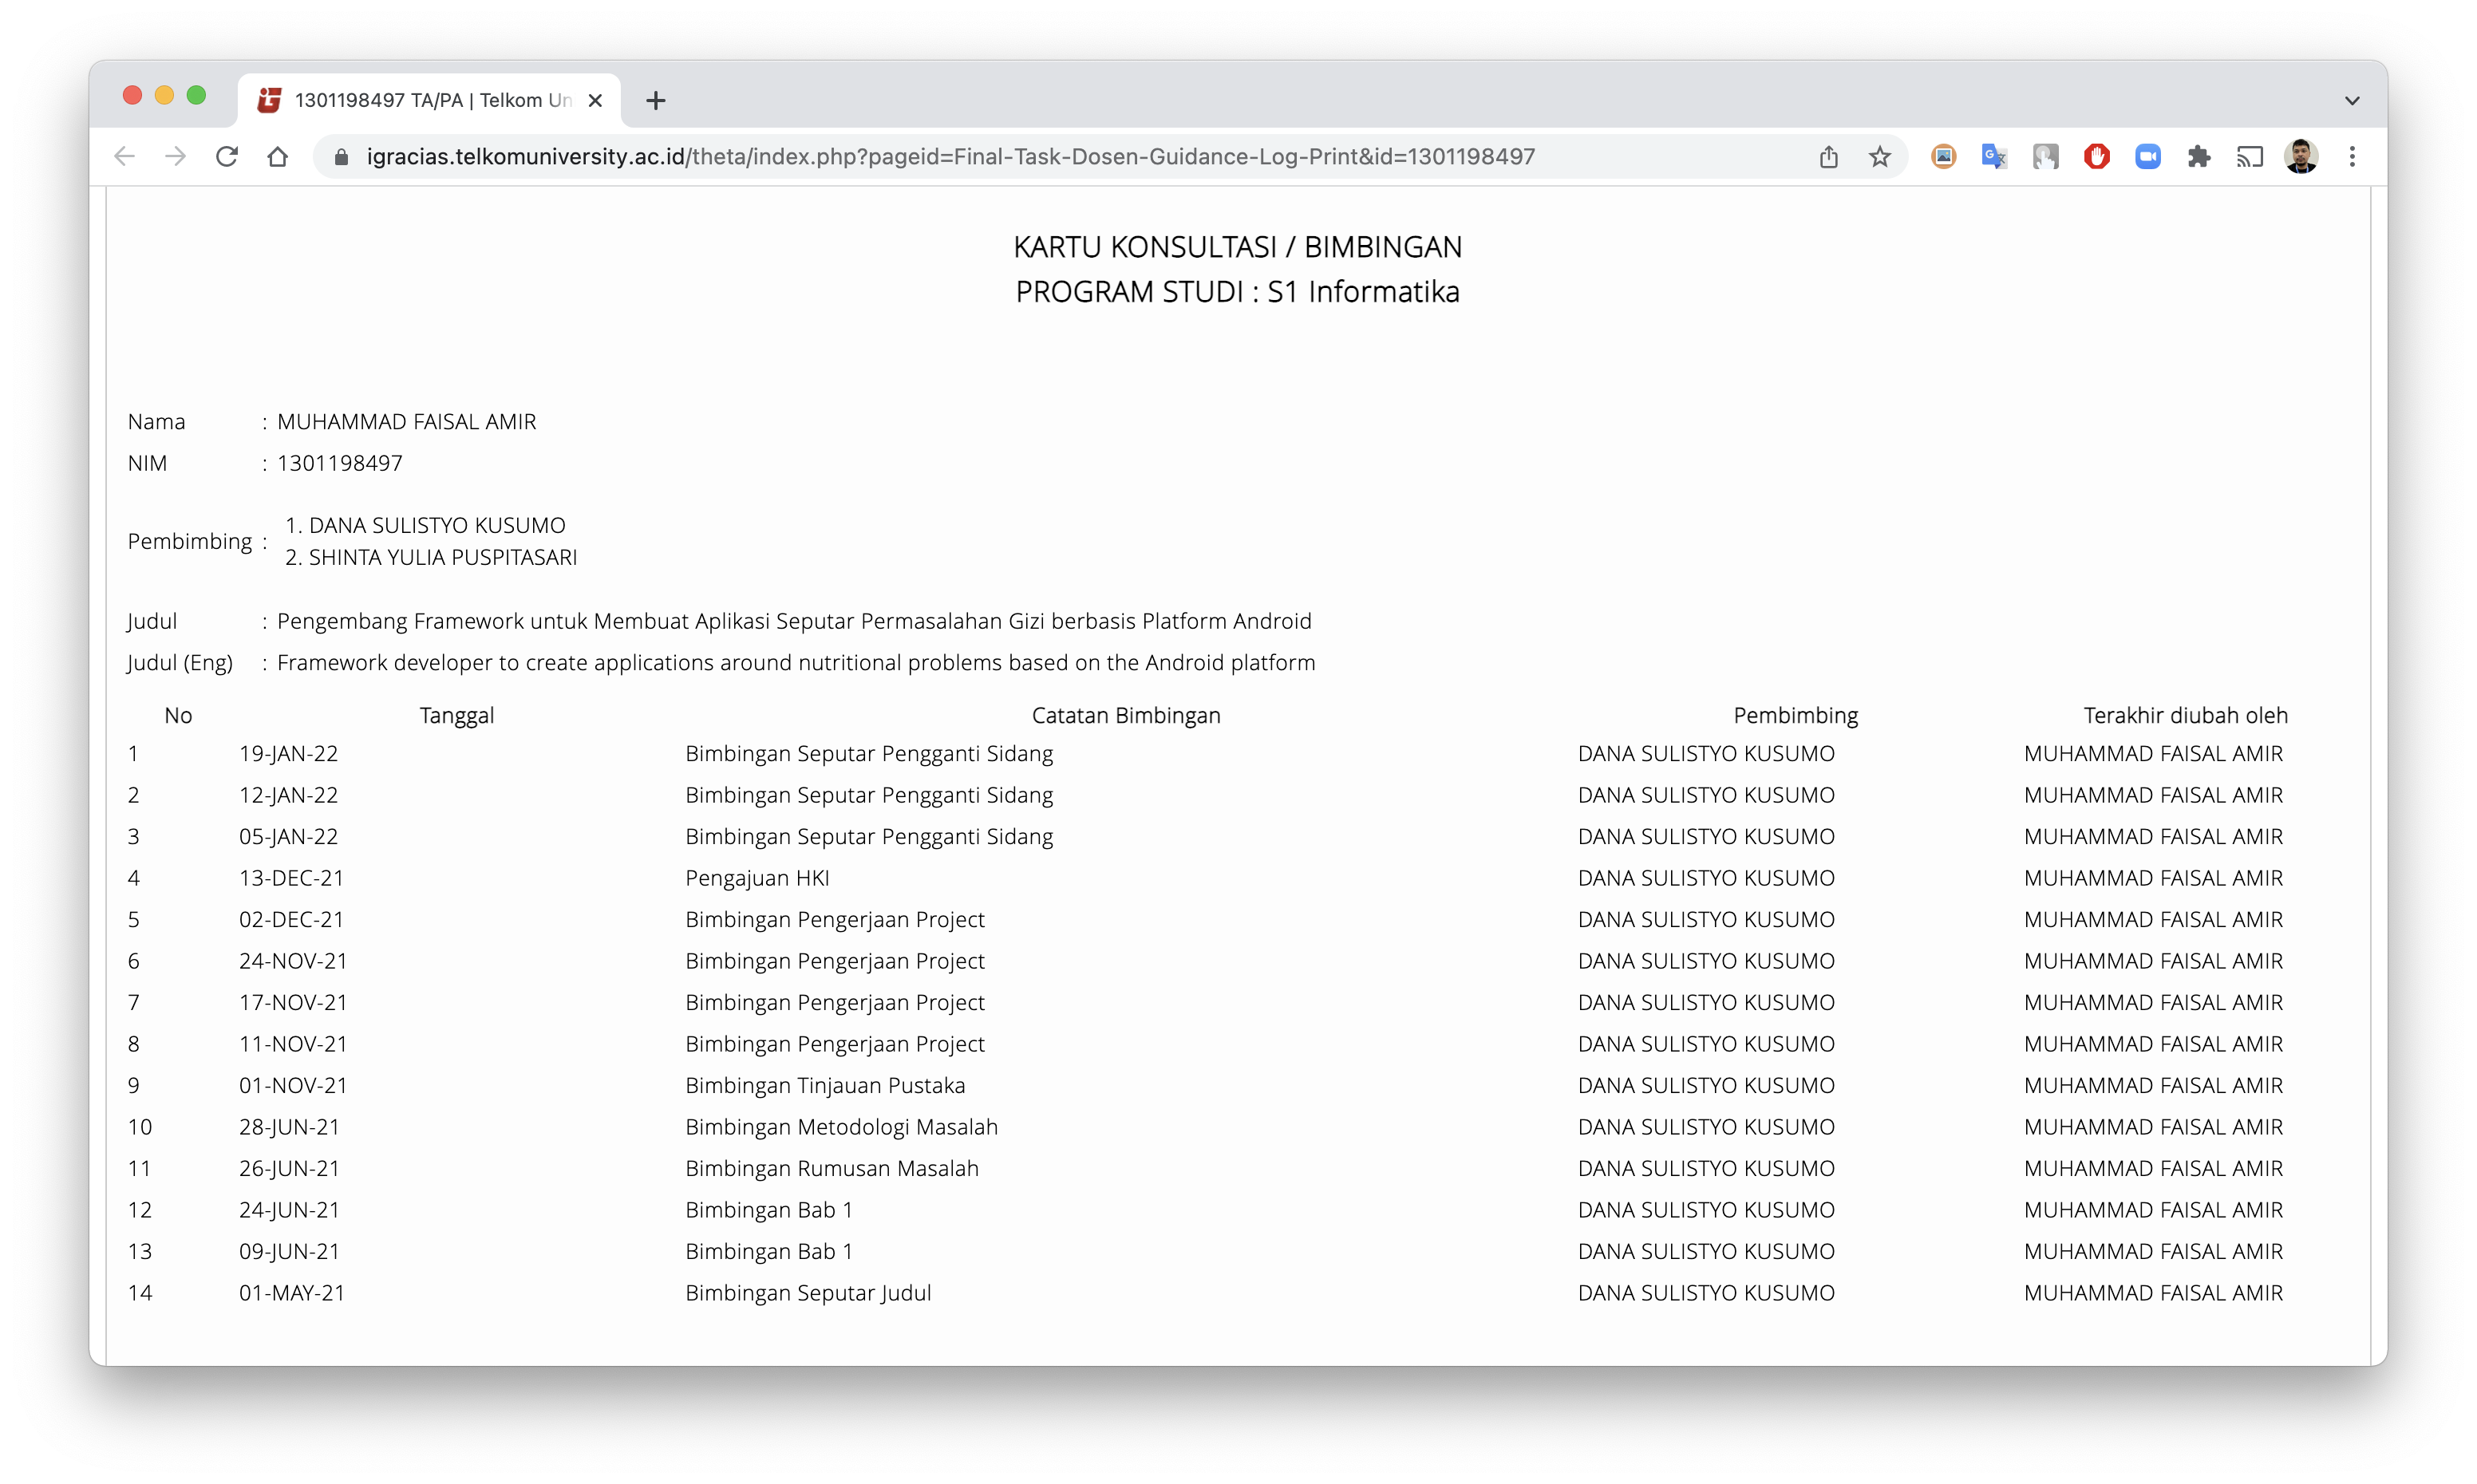 1301198497 TA/PA | Telkom Un
igracias.telkomuniversity.ac.id/theta/index.php?pageid=Final-Task-Dosen-Guidance-Log-Print&id=1301198497
KARTU KONSULTASI / BIMBINGAN
PROGRAM STUDI : S1 Informatika
Nama : MUHAMMAD FAISAL AMIR
NIM : 1301198497
Pembimbing :
1. DANA SULISTYO KUSUMO
2. SHINTA YULIA PUSPITASARI
Judul : Pengembang Framework untuk Membuat Aplikasi Seputar Permasalahan Gizi berbasis Platform Android
Judul (Eng) : Framework developer to create applications around nutritional problems based on the Android platform
No Tanggal Catatan Bimbingan Pembimbing Terakhir diubah oleh
1 19-JAN-22 Bimbingan Seputar Pengganti Sidang DANA SULISTYO KUSUMO MUHAMMAD FAISAL AMIR
2 12-JAN-22 Bimbingan Seputar Pengganti Sidang DANA SULISTYO KUSUMO MUHAMMAD FAISAL AMIR
3 05-JAN-22 Bimbingan Seputar Pengganti Sidang DANA SULISTYO KUSUMO MUHAMMAD FAISAL AMIR
4 13-DEC-21 Pengajuan HKI DANA SULISTYO KUSUMO MUHAMMAD FAISAL AMIR
5 02-DEC-21 Bimbingan Pengerjaan Project DANA SULISTYO KUSUMO MUHAMMAD FAISAL AMIR
6 24-NOV-21 Bimbingan Pengerjaan Project DANA SULISTYO KUSUMO MUHAMMAD FAISAL AMIR
7 17-NOV-21 Bimbingan Pengerjaan Project DANA SULISTYO KUSUMO MUHAMMAD FAISAL AMIR
8 11-NOV-21 Bimbingan Pengerjaan Project DANA SULISTYO KUSUMO MUHAMMAD FAISAL AMIR
9 01-NOV-21 Bimbingan Tinjauan Pustaka DANA SULISTYO KUSUMO MUHAMMAD FAISAL AMIR
10 28-JUN-21 Bimbingan Metodologi Masalah DANA SULISTYO KUSUMO MUHAMMAD FAISAL AMIR
11 26-JUN-21 Bimbingan Rumusan Masalah DANA SULISTYO KUSUMO MUHAMMAD FAISAL AMIR
12 24-JUN-21 Bimbingan Bab 1 DANA SULISTYO KUSUMO MUHAMMAD FAISAL AMIR
13 09-JUN-21 Bimbingan Bab 1 DANA SULISTYO KUSUMO MUHAMMAD FAISAL AMIR
14 01-MAY-21 Bimbingan Seputar Judul DANA SULISTYO KUSUMO MUHAMMAD FAISAL AMIR